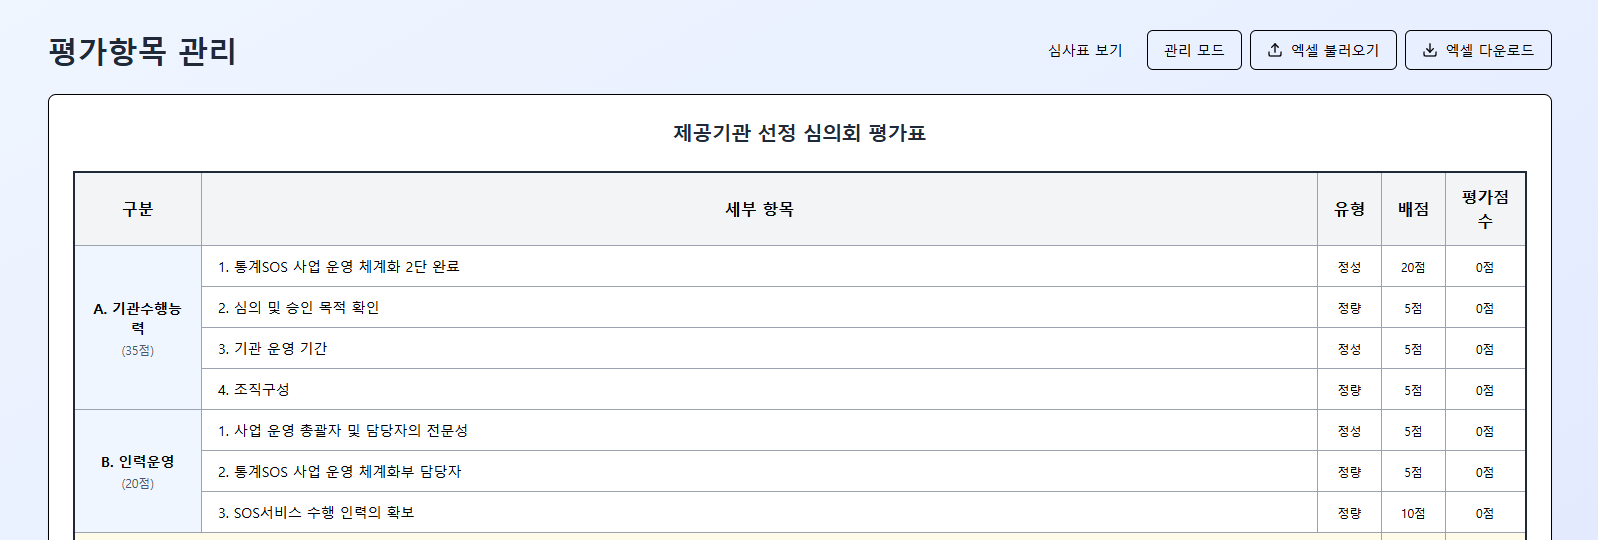 평가항목 관리
심사표 보기
관리 모드
엑셀 불러오기
엑셀 다운로드
제공기관 선정 심의회 평가표
구분 세부 항목 유형 배점 평가점
수
A. 기관수행능
력
(35점)
1. 통계SOS 사업 운영 체계화 2단 완료 정성 20점 0점
2. 심의 및 승인 목적 확인 정량 5점 0점
3. 기관 운영 기간 정성 5점 0점
4. 조직구성 정량 5점 0점
B. 인력운영
(20점)
1. 사업 운영 총괄자 및 담당자의 전문성 정성 5점 0점
2. 통계SOS 사업 운영 체계화부 담당자 정량 5점 0점
3. SOS서비스 수행 인력의 확보 정량 10점 0점